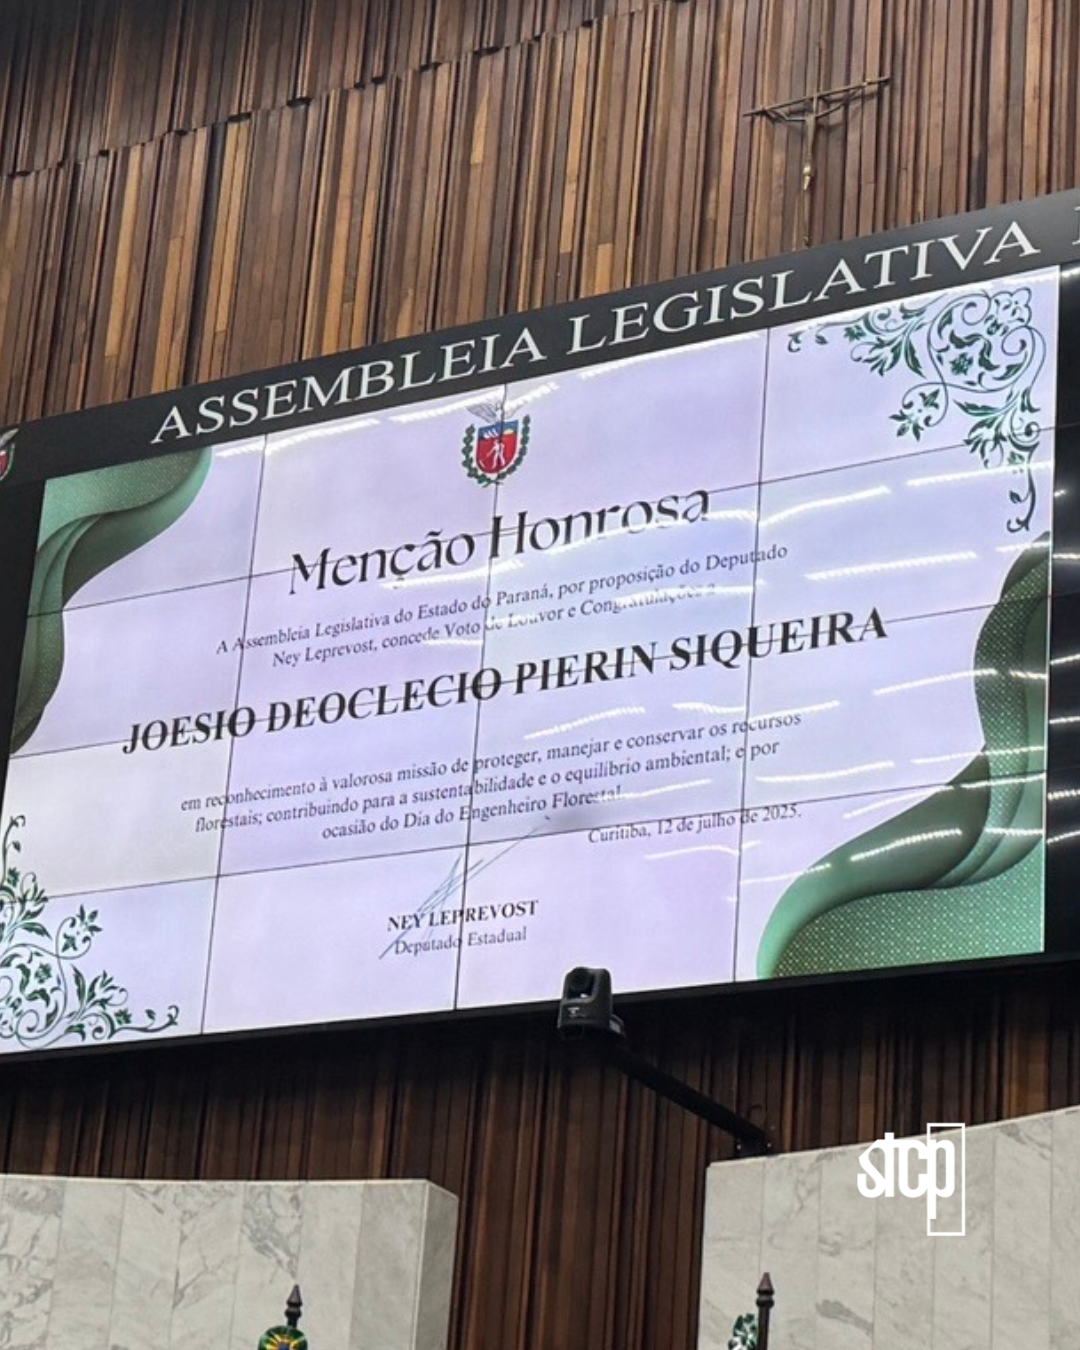 ASSEMBLEIA LEGISLATIVA
Menção Honrosa
A Assembleia Legislativa do Estado do Paraná, por proposição do Deputado
Ney Leprevost, concede Voto de Louvor e Congratulações a
JOESIO DEOCLECIO PIERIN SIQUEIRA
em reconhecimento à valorosa missão de proteger, manejar e conservar os recursos
florestais; contribuindo para a sustentabilidade e o equilíbrio ambiental; e por
ocasião do Dia do Engenheiro Florestal.
Curitiba, 12 de julho de 2025.
NEY LEPREVOST
Deputado Estadual
stcp